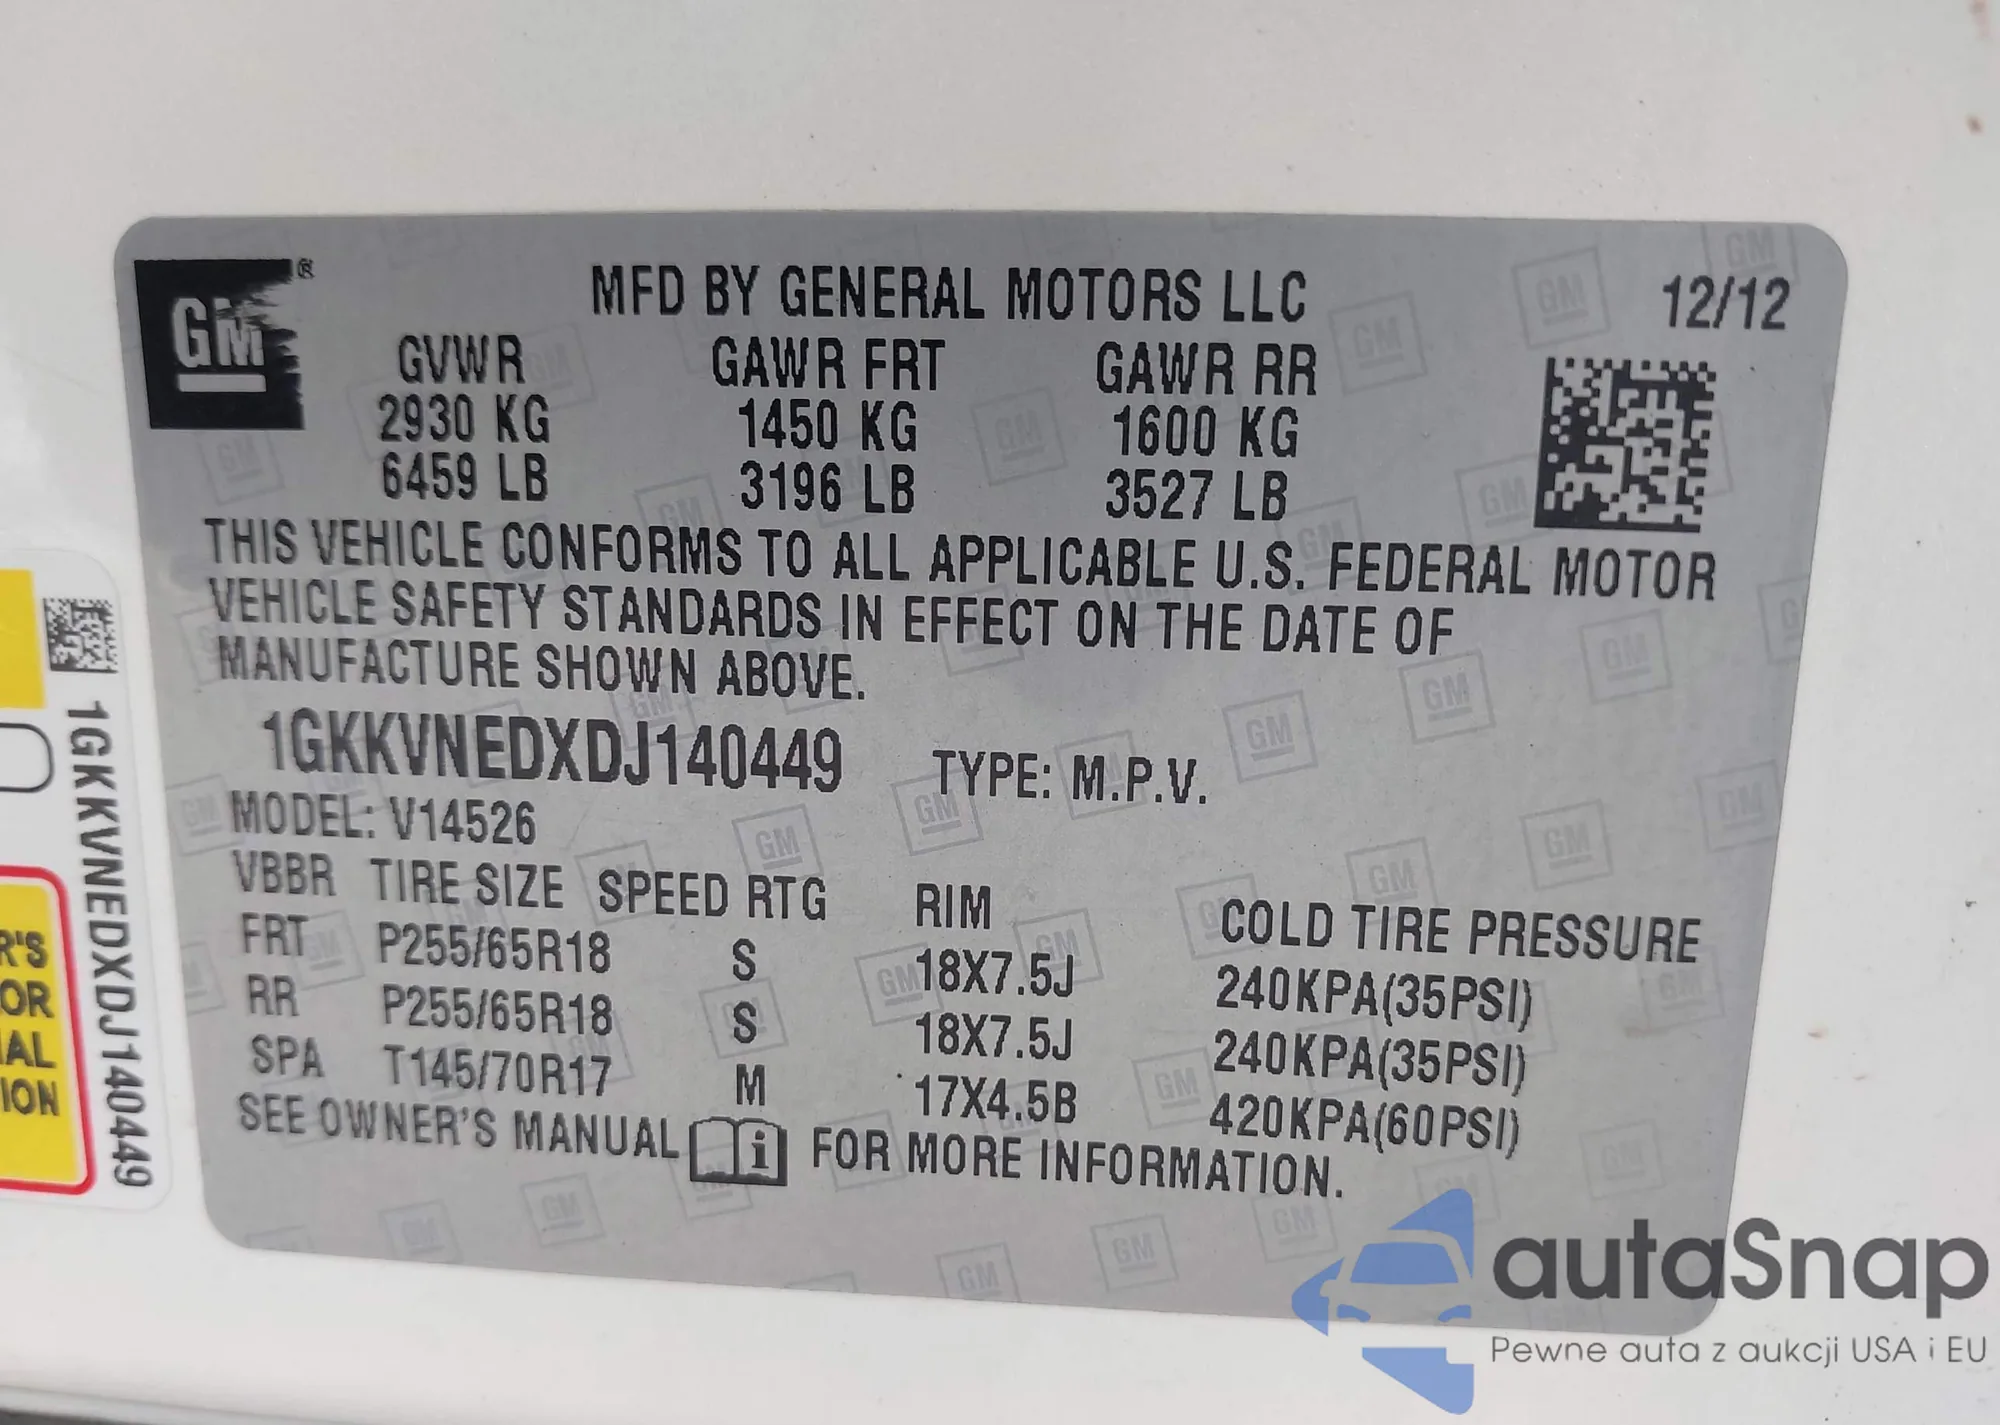 GM ®
MFD BY GENERAL MOTORS LLC 12/12
GVWR GAWR FRT GAWR RR
2930 KG 1450 KG 1600 KG
6459 LB 3196 LB 3527 LB
THIS VEHICLE CONFORMS TO ALL APPLICABLE U.S. FEDERAL MOTOR
VEHICLE SAFETY STANDARDS IN EFFECT ON THE DATE OF
MANUFACTURE SHOWN ABOVE.
1GKKVNEDXDJ140449 TYPE: M.P.V.
MODEL: V14526
VBBR TIRE SIZE SPEED RTG RIM COLD TIRE PRESSURE
FRT P255/65R18 S 18X7.5J 240KPA(35PSI)
RR P255/65R18 S 18X7.5J 240KPA(35PSI)
SPA T145/70R17 M 17X4.5B 420KPA(60PSI)
SEE OWNER'S MANUAL i FOR MORE INFORMATION.
1GKKVNEDXDJ140449
R'S
OR
IAL
ION
autaSnap
Pewne auta z aukcji USA i EU